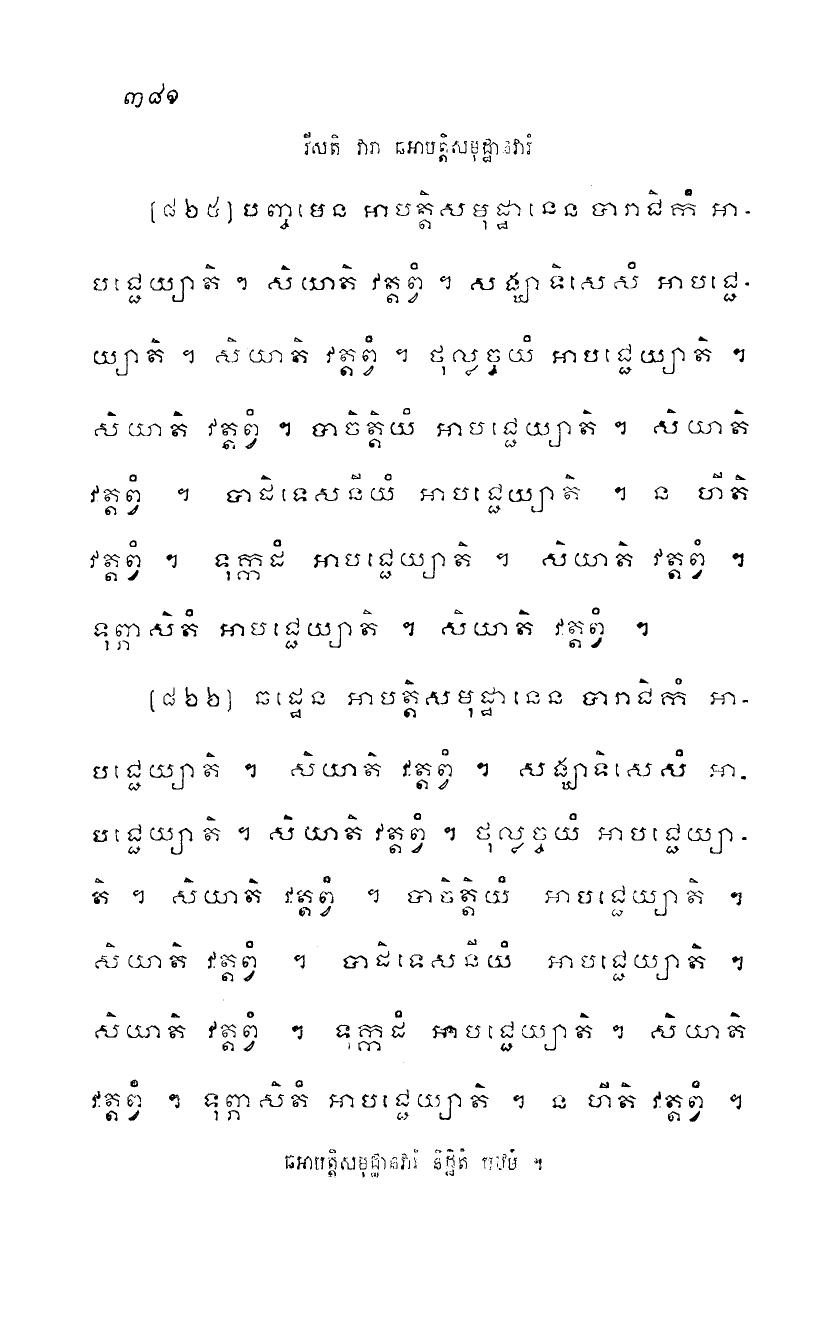 ៣៨១
វីសតិ វារា ឆអាបត្តិសមុដ្ឋានវារំ
[៨២៥] បញ្ចមេន អាបត្តិសមុដ្ឋានេន បារាជិកំ អា-
បជ្ជេយ្យាតិ ។ សិយាតិ វត្តព្វំ ។ សង្ឃាទិសេសំ អាបជ្ជេ-
យ្យាតិ ។ សិយាតិ វត្តព្វំ ។ ថុល្លច្ចយំ អាបជ្ជេយ្យាតិ ។
សិយាតិ វត្តព្វំ ។ បាចិត្តិយំ អាបជ្ជេយ្យាតិ ។ សិយាតិ
វត្តព្វំ ។ បាដិទេសនីយំ អាបជ្ជេយ្យាតិ ។ ន ហីតិ
វត្តព្វំ ។ ទុក្កដំ អាបជ្ជេយ្យាតិ ។ សិយាតិ វត្តព្វំ ។
ទុព្ភាសិតំ អាបជ្ជេយ្យាតិ ។ សិយាតិ វត្តព្វំ ។
[៨២៦] ឆដ្ឋេន អាបត្តិសមុដ្ឋានេន បារាជិកំ អា-
បជ្ជេយ្យាតិ ។ សិយាតិ វត្តព្វំ ។ សង្ឃាទិសេសំ អា-
បជ្ជេយ្យាតិ ។ សិយាតិ វត្តព្វំ ។ ថុល្លច្ចយំ អាបជ្ជេយ្យា-
តិ ។ សិយាតិ វត្តព្វំ ។ បាចិត្តិយំ អាបជ្ជេយ្យាតិ ។
សិយាតិ វត្តព្វំ ។ បាដិទេសនីយំ អាបជ្ជេយ្យាតិ ។
សិយាតិ វត្តព្វំ ។ ទុក្កដំ អាបជ្ជេយ្យាតិ ។ សិយាតិ
វត្តព្វំ ។ ទុព្ភាសិតំ អាបជ្ជេយ្យាតិ ។ ន ហីតិ វត្តព្វំ ។
ឆអាបត្តិសមុដ្ឋានវារំ និដ្ឋិតំ បឋមំ ។